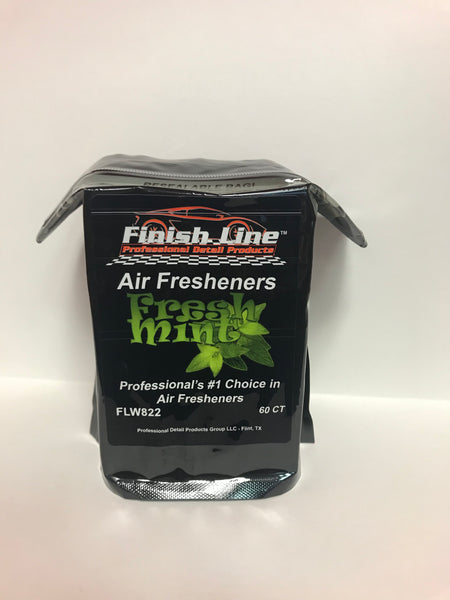 RESEALABLE BAG!
Finish Line™
Professional Detail Products
Air Fresheners
Fresh
mint
Professional's #1 Choice in
Air Fresheners
FLW822 60 CT
Professional Detail Products Group LLC - Flint, TX